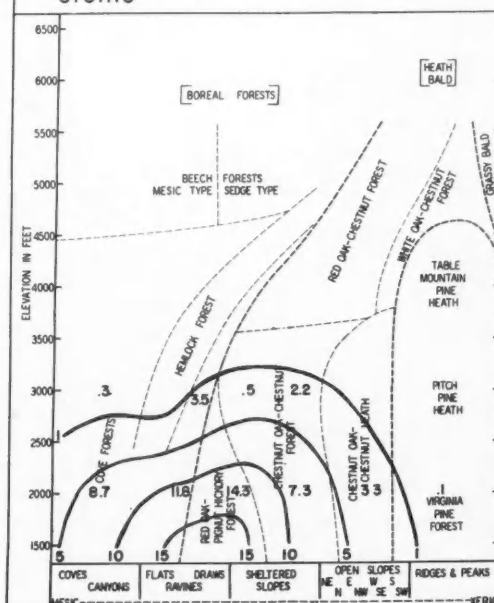 6500
6000
5500
5000
4500
4000
3500
3000
2500
2000
1500
ELEVATION IN FEET
[BOREAL FORESTS]
[HEATH
BALD]
BEECH FORESTS
MESIC TYPE SEDGE TYPE
HEMLOCK FOREST
RED OAK-CHESTNUT FOREST
WHITE OAK-CHESTNUT
FOREST
GRASSY BALD
TABLE
MOUNTAIN
PINE
HEATH
PITCH
PINE
HEATH
VIRGINIA
PINE
FOREST
COVE FORESTS
RED OAK-
PIGNUT HICKORY
FOREST
CHESTNUT OAK-CHESTNUT
FOREST
CHESTNUT OAK-
CHESTNUT HEATH
.3 3.5 .5 2.2
1
8.7 11.8 14.3 7.3 3.3 .1
5 10 15 15 10 5 1
COVES
CANYONS
FLATS DRAWS
RAVINES
SHELTERED
SLOPES
OPEN SLOPES
NE E W S
N NW SE SW
RIDGES & PEAKS